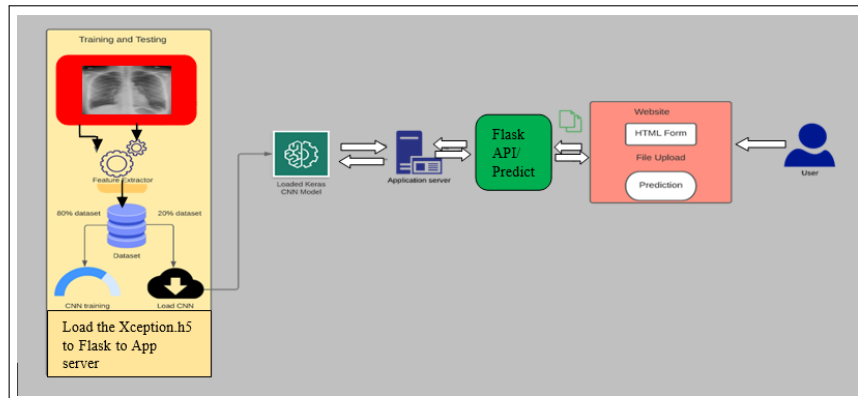 Training and Testing
Feature Extractor
80% dataset
20% dataset
Dataset
CNN training
Load CNN
Load the Xception.h5
to Flask to App
server
Loaded Keras
CNN Model
Application server
Flask
API/
Predict
Website
HTML Form
File Upload
Prediction
User